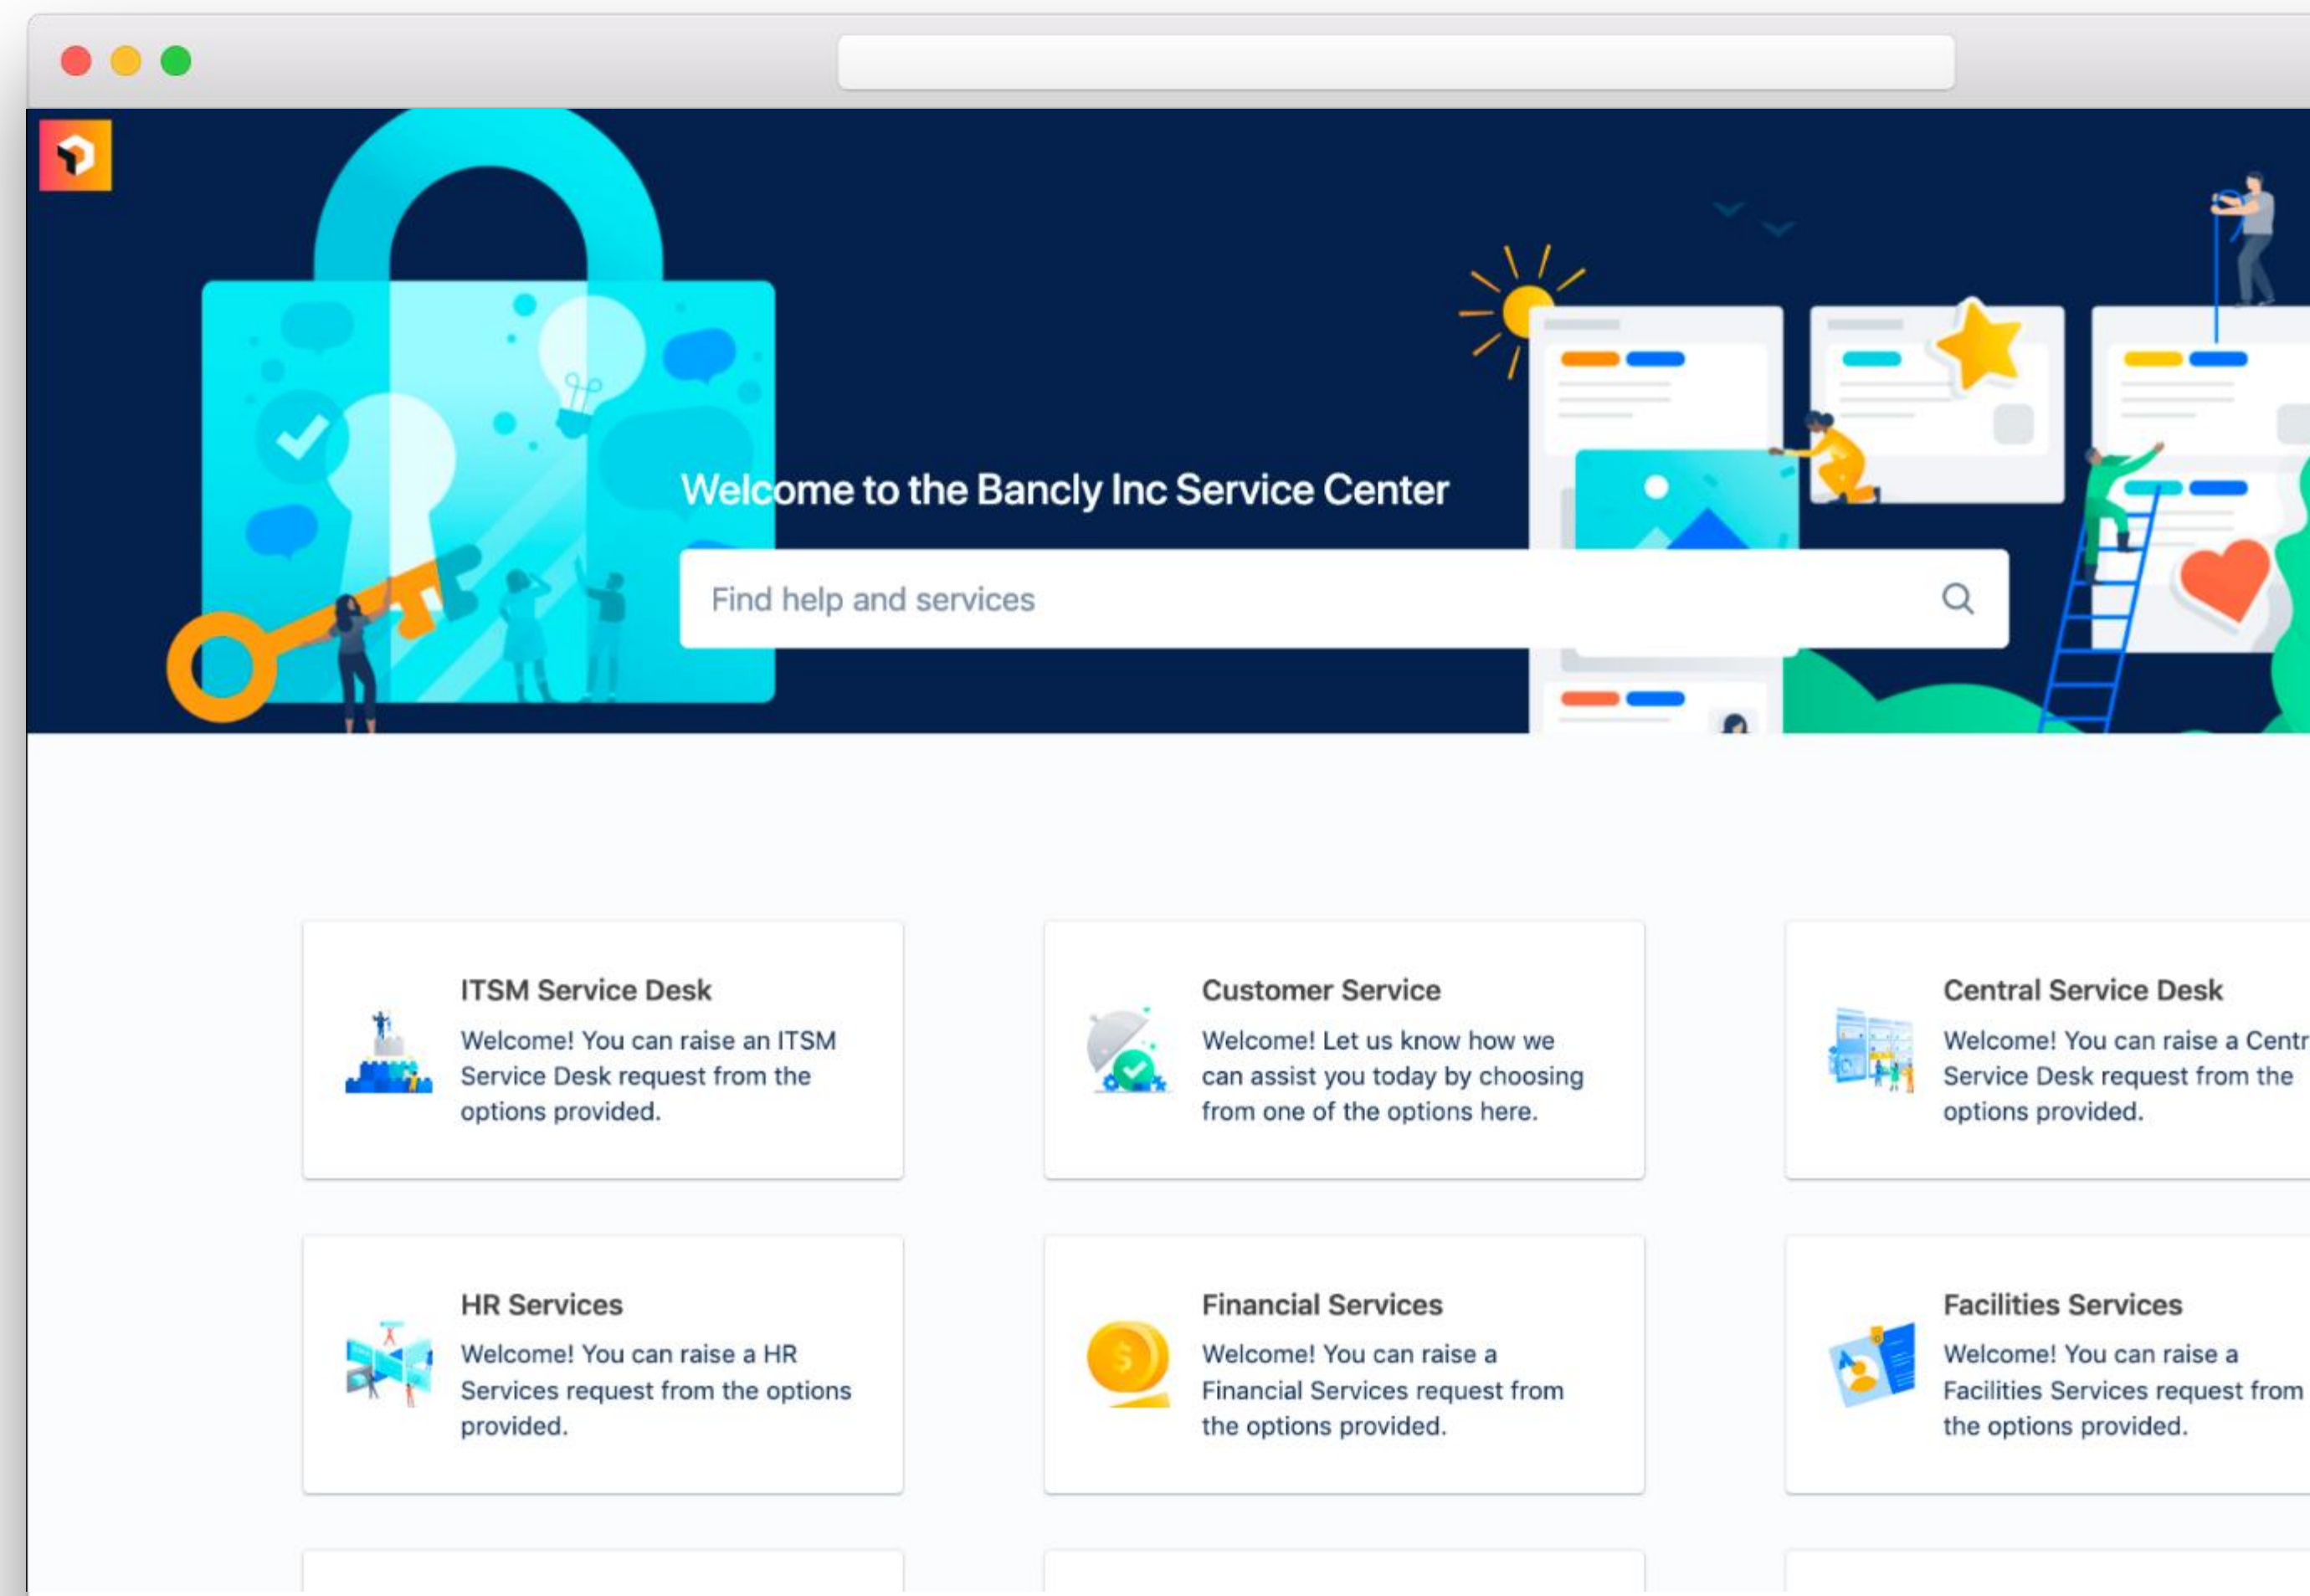 Welcome to the Bancly Inc Service Center
Find help and services
ITSM Service Desk
Welcome! You can raise an ITSM
Service Desk request from the
options provided.
Customer Service
Welcome! Let us know how we
can assist you today by choosing
from one of the options here.
Central Service Desk
Welcome! You can raise a Centr
Service Desk request from the
options provided.
HR Services
Welcome! You can raise a HR
Services request from the options
provided.
Financial Services
Welcome! You can raise a
Financial Services request from
the options provided.
Facilities Services
Welcome! You can raise a
Facilities Services request from
the options provided.